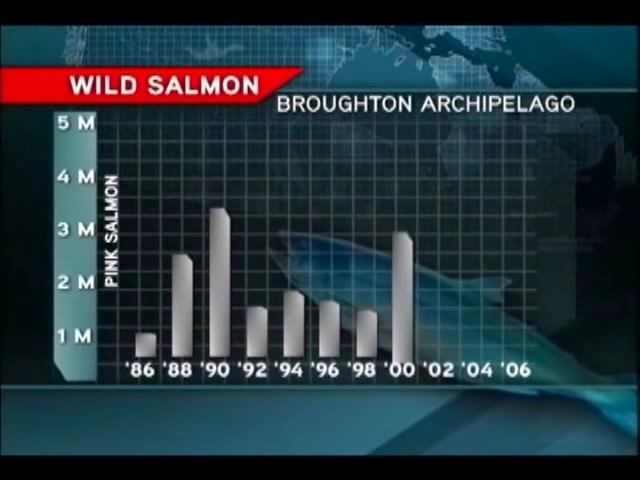 WILD SALMON
BROUGHTON ARCHIPELAGO
5 M
4 M
3 M
2 M
1 M
PINK SALMON
'86 '88 '90 '92 '94 '96 '98 '00 '02 '04 '06